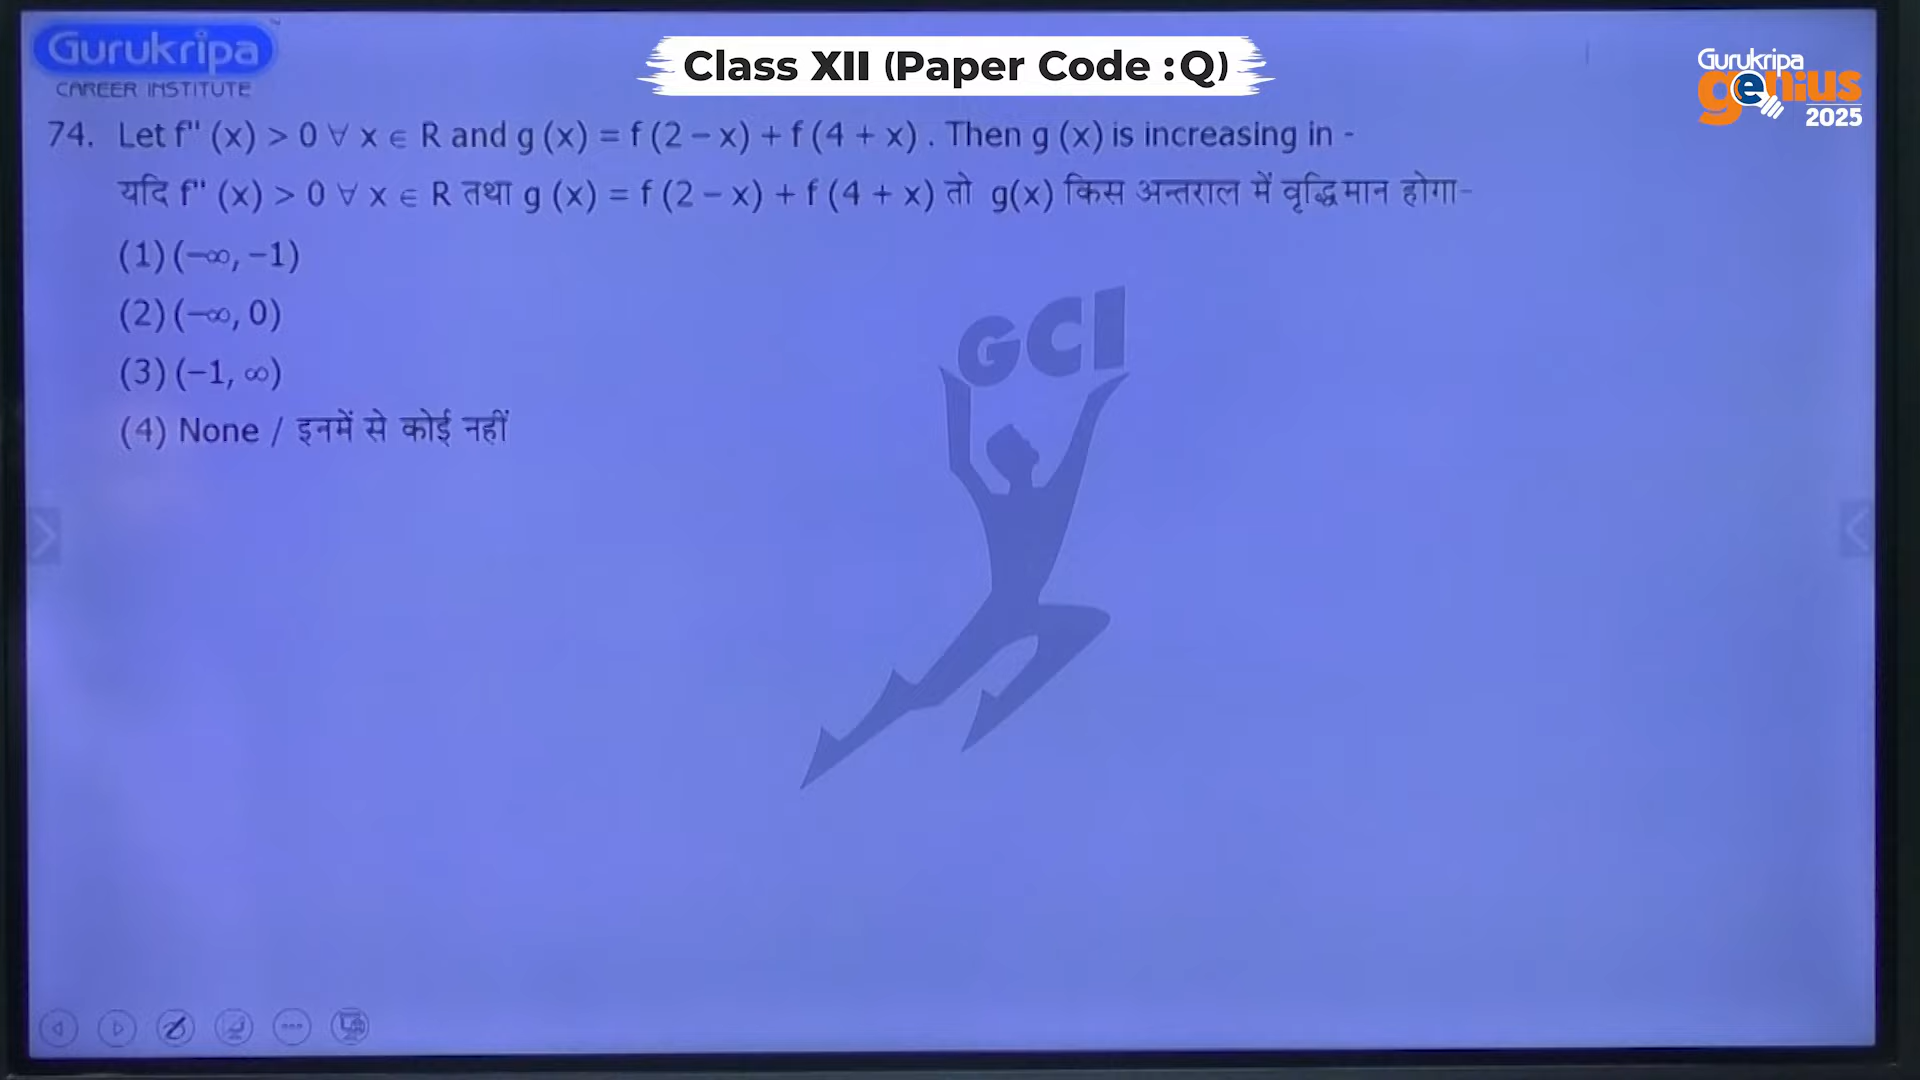 Gurukripa
CAREER INSTITUTE
Class XII (Paper Code :Q)
Gurukripa
genius
2025
74. Let f" (x) > 0 ∀ x ∈ R and g (x) = f (2 − x) + f (4 + x) . Then g (x) is increasing in -
यदि f" (x) > 0 ∀ x ∈ R तथा g (x) = f (2 − x) + f (4 + x) तो g(x) किस अन्तराल में वृद्धिमान होगा-
(1) (−∞, −1)
(2) (−∞, 0)
(3) (−1, ∞)
(4) None / इनमें से कोई नहीं
GCI